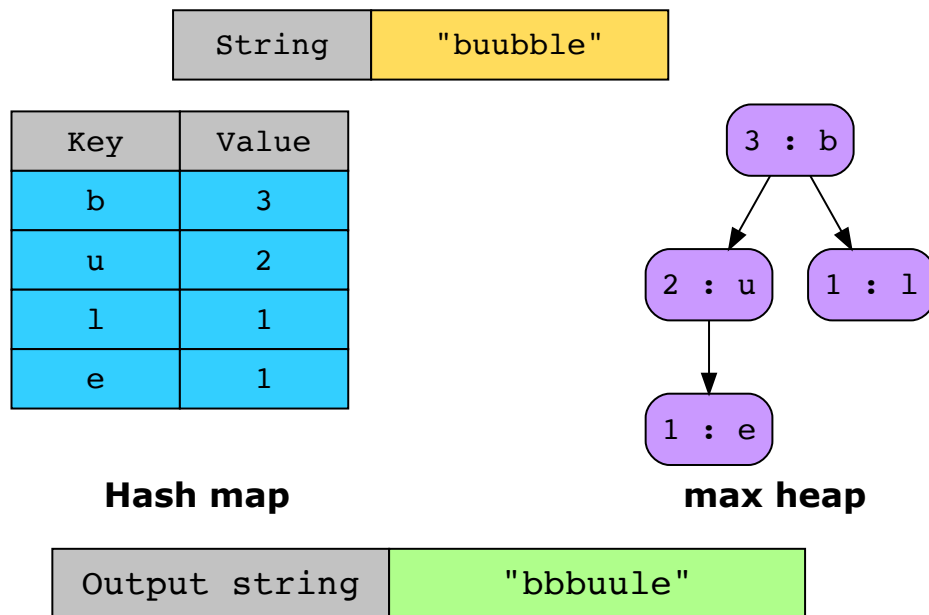 String "buubble"
Key Value
b 3
u 2
l 1
e 1
3 : b
2 : u 1 : l
1 : e
Hash map max heap
Output string "bbbuule"